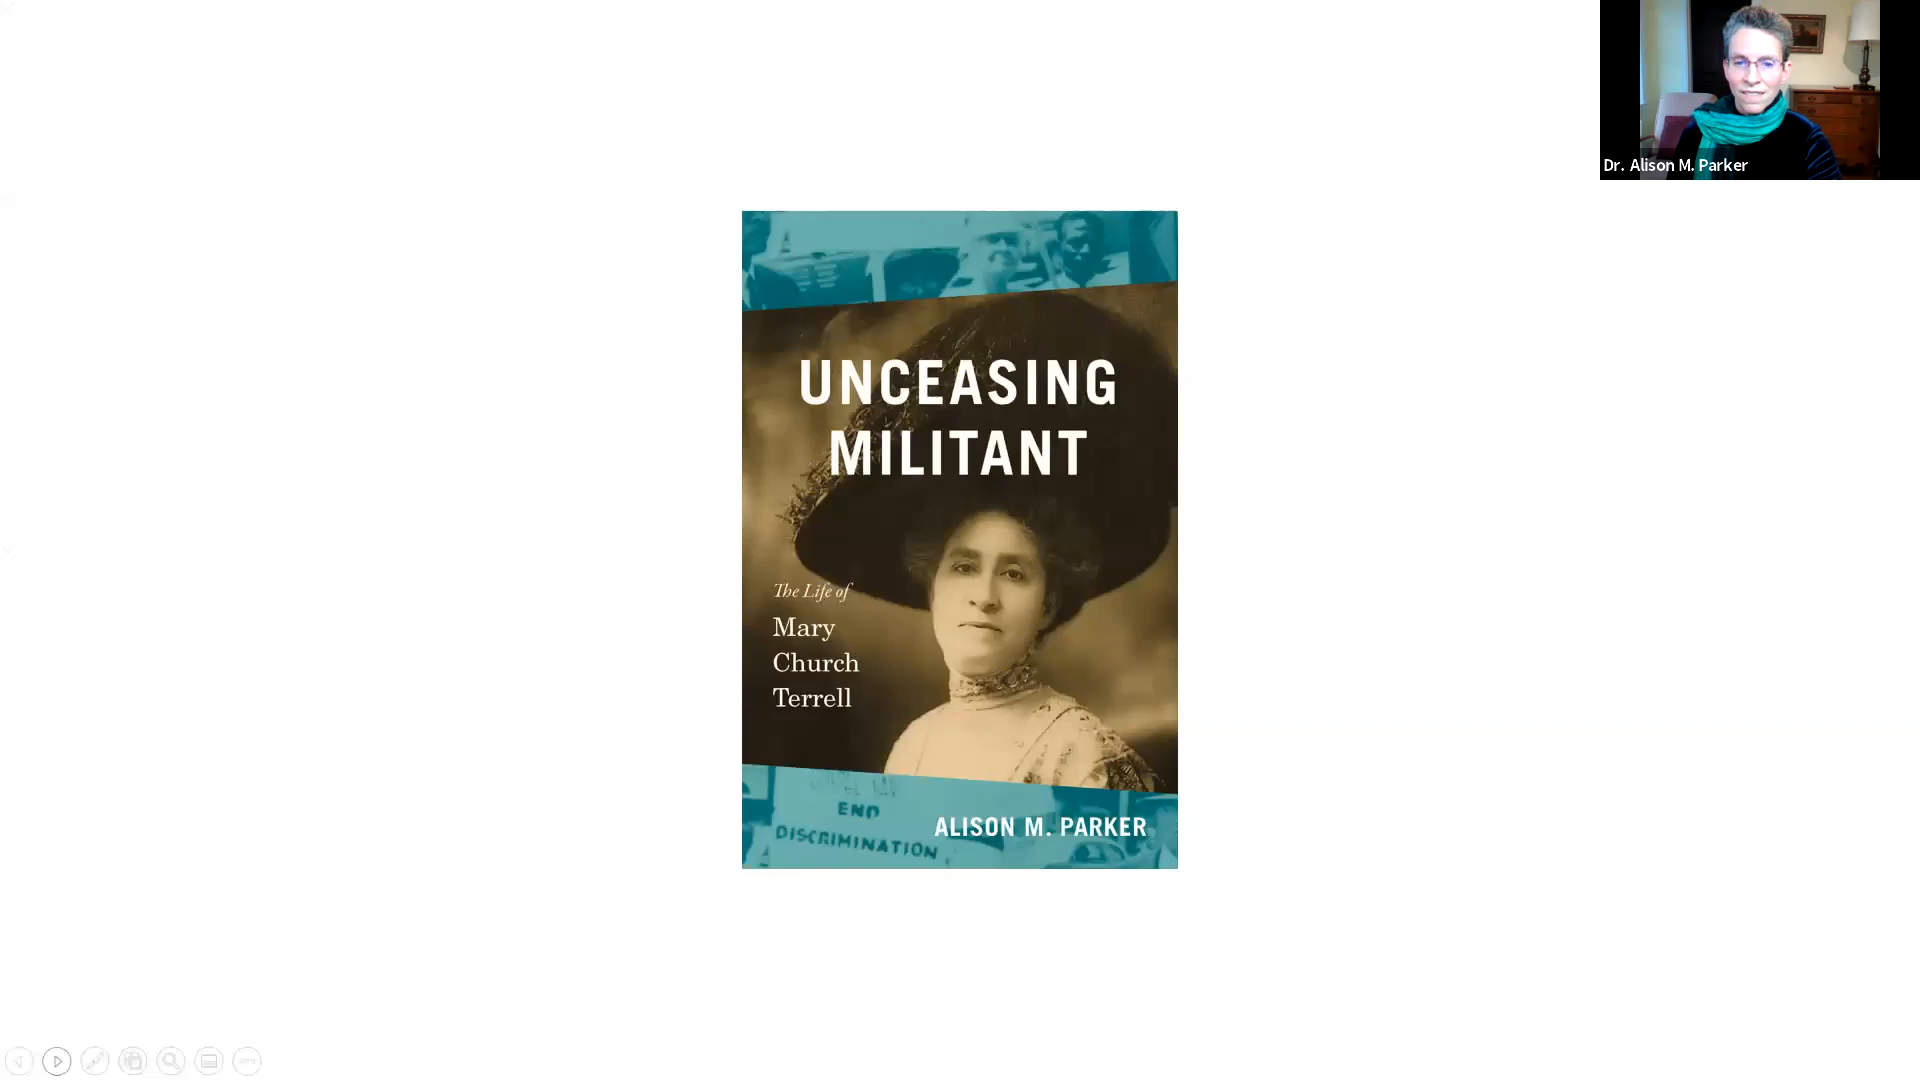 Dr. Alison M. Parker
UNCEASING
MILITANT
The Life of
Mary
Church
Terrell
END
DISCRIMINATION
ALISON M. PARKER